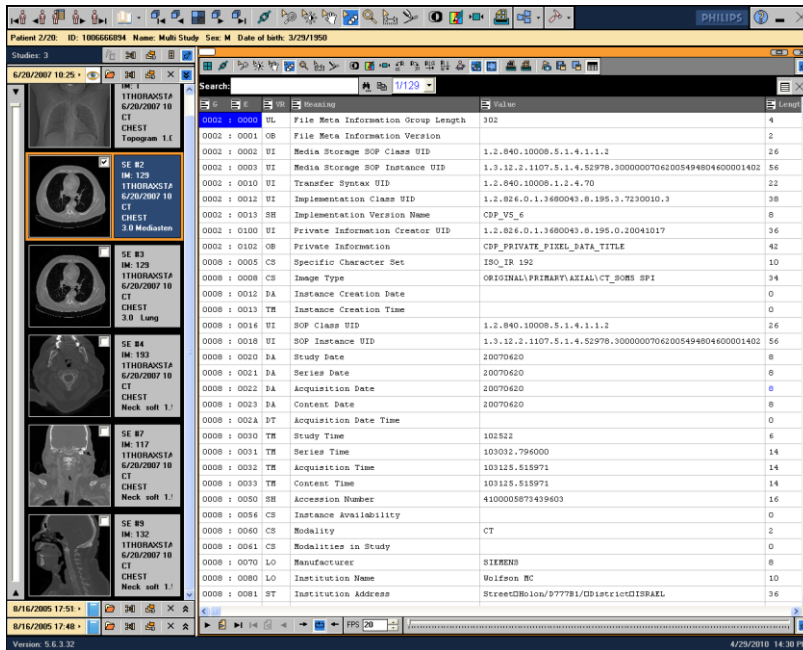 PHILIPS
Patient 2/20: ID: 1006666894 Name: Multi Study Sex: M Date of birth: 3/29/1950
Studies: 3
6/20/2007 10:25
IM: 1
1THORAXSTA
6/20/2007 10
CT
CHEST
Topogram 1.0
SE #2
IM: 129
1THORAXSTA
6/20/2007 10
CT
CHEST
3.0 Mediasten
SE #3
IM: 129
1THORAXSTA
6/20/2007 10
CT
CHEST
3.0 Lung
SE #4
IM: 193
1THORAXSTA
6/20/2007 10
CT
CHEST
Neck soft 1.
SE #7
IM: 117
1THORAXSTA
6/20/2007 10
CT
CHEST
Neck soft 1.
SE #9
IM: 132
1THORAXSTA
6/20/2007 10
CT
CHEST
Neck soft 1.
8/16/2005 17:51
8/16/2005 17:48
Search: 1/129
G E VR Meaning Value Lengt
0002 : 0000 UL File Meta Information Group Length 302 4
0002 : 0001 OB File Meta Information Version 2
0002 : 0002 UI Media Storage SOP Class UID 1.2.840.10008.5.1.4.1.1.2 26
0002 : 0003 UI Media Storage SOP Instance UID 1.3.12.2.1107.5.1.4.52978.30000007062005494804600001402 56
0002 : 0010 UI Transfer Syntax UID 1.2.840.10008.1.2.4.70 22
0002 : 0012 UI Implementation Class UID 1.2.826.0.1.3680043.8.195.3.7230010.3 38
0002 : 0013 SH Implementation Version Name CDP_V5_6 8
0002 : 0100 UI Private Information Creator UID 1.2.826.0.1.3680043.8.195.0.20041017 36
0002 : 0102 OB Private Information CDP_PRIVATE_PIXEL_DATA_TITLE 42
0008 : 0005 CS Specific Character Set ISO_IR 192 10
0008 : 0008 CS Image Type ORIGINAL\PRIMARY\AXIAL\CT_SOM5 SPI 34
0008 : 0012 DA Instance Creation Date 0
0008 : 0013 TM Instance Creation Time 0
0008 : 0016 UI SOP Class UID 1.2.840.10008.5.1.4.1.1.2 26
0008 : 0018 UI SOP Instance UID 1.3.12.2.1107.5.1.4.52978.30000007062005494804600001402 56
0008 : 0020 DA Study Date 20070620 8
0008 : 0021 DA Series Date 20070620 8
0008 : 0022 DA Acquisition Date 20070620 8
0008 : 0023 DA Content Date 20070620 8
0008 : 002A DT Acquisition Date Time 0
0008 : 0030 TM Study Time 102522 6
0008 : 0031 TM Series Time 103032.796000 14
0008 : 0032 TM Acquisition Time 103125.515971 14
0008 : 0033 TM Content Time 103125.515971 14
0008 : 0050 SH Accession Number 4100005873439603 16
0008 : 0056 CS Instance Availability 0
0008 : 0060 CS Modality CT 2
0008 : 0061 CS Modalities in Study 0
0008 : 0070 LO Manufacturer SIEMENS 8
0008 : 0080 LO Institution Name Wolfson MC 10
0008 : 0081 ST Institution Address Street□Holon/D777B1/□District□ISRAEL 36
FPS 20
Version: 5.6.3.32
4/29/2010 14:30 P